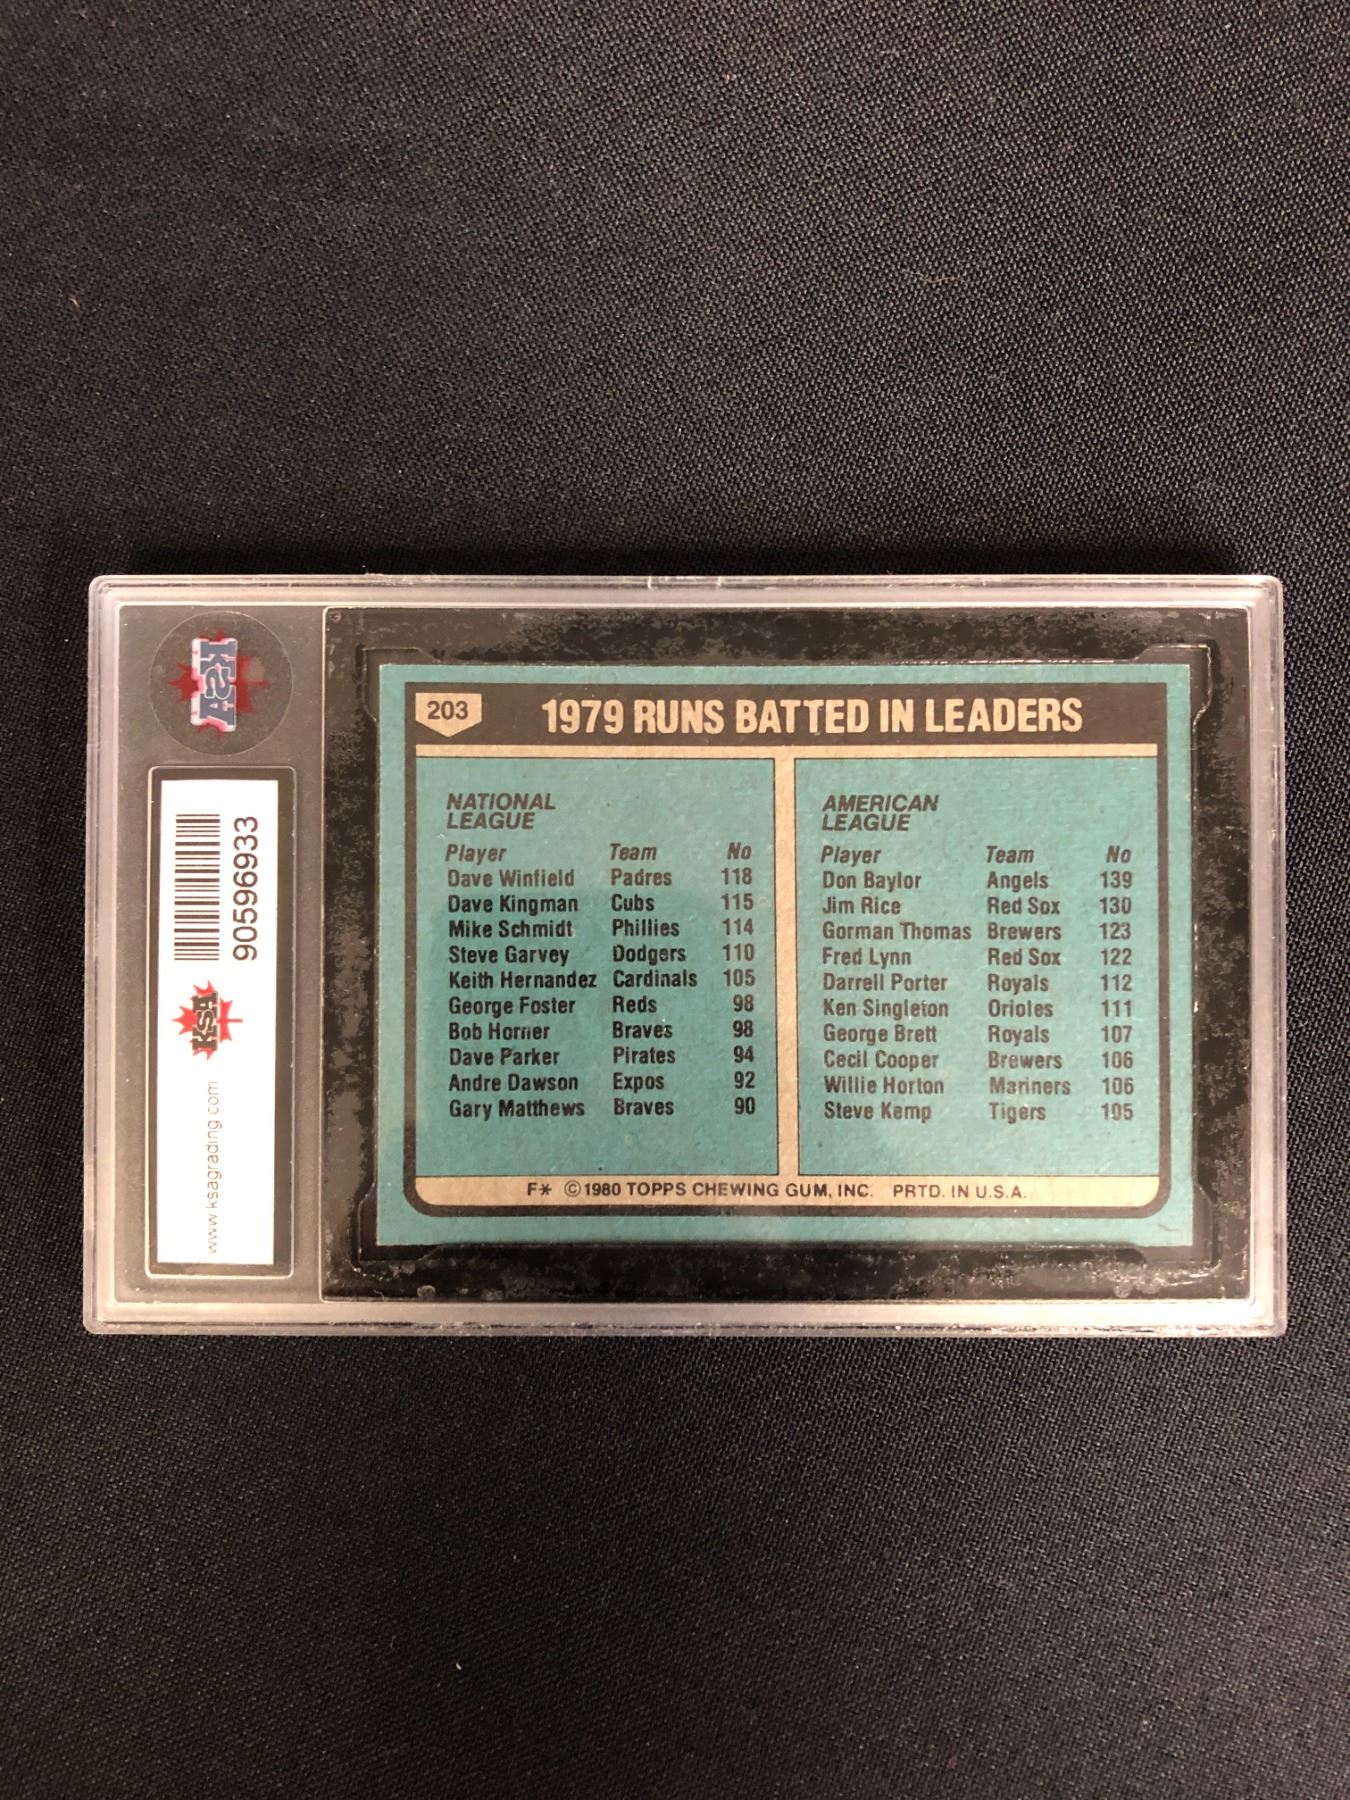 KSA
90596933
KSA
www.ksagrading.com
203
1979 RUNS BATTED IN LEADERS
NATIONAL
LEAGUE
Player Team No
Dave Winfield Padres 118
Dave Kingman Cubs 115
Mike Schmidt Phillies 114
Steve Garvey Dodgers 110
Keith Hernandez Cardinals 105
George Foster Reds 98
Bob Horner Braves 98
Dave Parker Pirates 94
Andre Dawson Expos 92
Gary Matthews Braves 90
AMERICAN
LEAGUE
Player Team No
Don Baylor Angels 139
Jim Rice Red Sox 130
Gorman Thomas Brewers 123
Fred Lynn Red Sox 122
Darrell Porter Royals 112
Ken Singleton Orioles 111
George Brett Royals 107
Cecil Cooper Brewers 106
Willie Horton Mariners 106
Steve Kemp Tigers 105
F* ©1980 TOPPS CHEWING GUM, INC. PRTD. IN U.S.A.